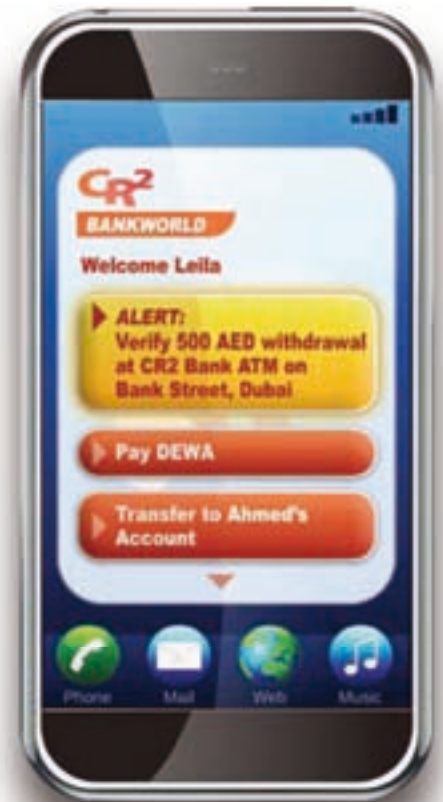 CR2
BANKWORLD
Welcome Leila
ALERT:
Verify 500 AED withdrawal
at CR2 Bank ATM on
Bank Street, Dubai
Pay DEWA
Transfer to Ahmed's
Account
Phone Mail Web Music